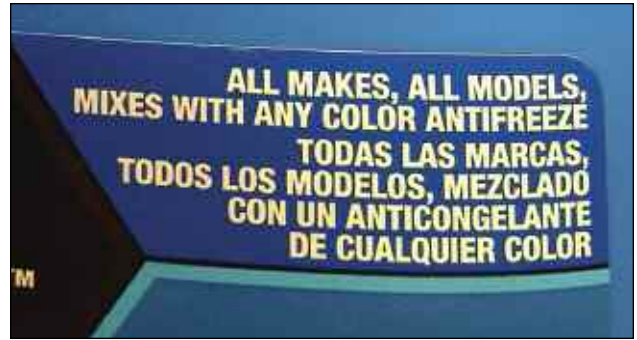 ALL MAKES, ALL MODELS,
MIXES WITH ANY COLOR ANTIFREEZE
TODAS LAS MARCAS,
TODOS LOS MODELOS, MEZCLADO
CON UN ANTICONGELANTE
DE CUALQUIER COLOR
TM